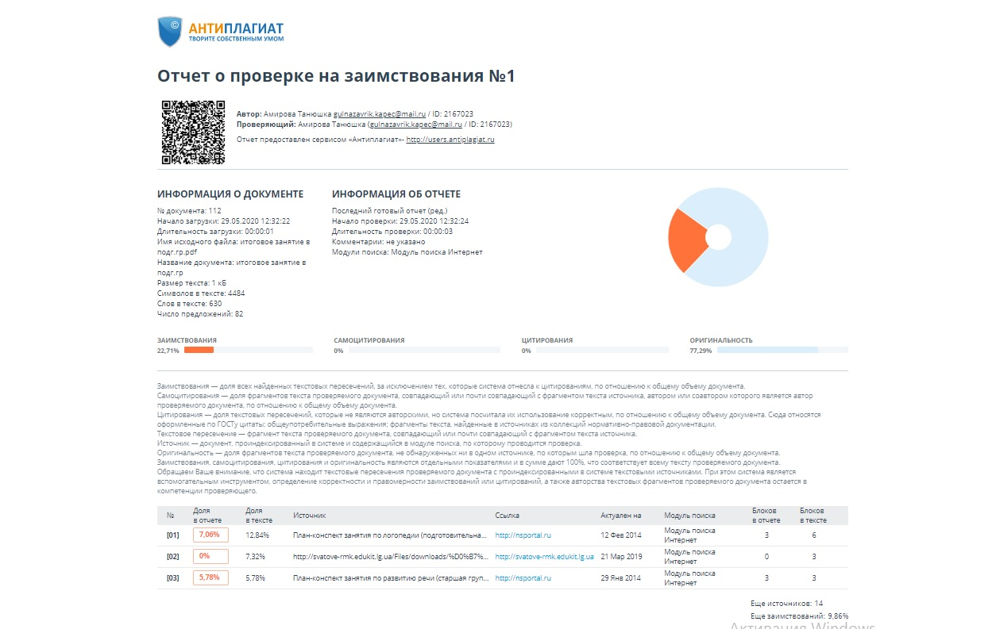 ©
АНТИПЛАГИАТ
ТВОРИТЕ СОБСТВЕННЫМ УМОМ
Отчет о проверке на заимствования №1
Автор: Амирова Танюшка gulnazavrik.kapec@mail.ru / ID: 2167023
Проверяющий: Амирова Танюшка (gulnazavrik.kapec@mail.ru / ID: 2167023)
Отчет предоставлен сервисом «Антиплагиат»- http://users.antiplagiat.ru
ИНФОРМАЦИЯ О ДОКУМЕНТЕ
№ документа: 112
Начало загрузки: 29.05.2020 12:32:22
Длительность загрузки: 00:00:01
Имя исходного файла: итоговое занятие в
подг.гр.pdf
Название документа: итоговое занятие в
подг.гр
Размер текста: 1 кБ
Cимволов в тексте: 4484
Слов в тексте: 630
Число предложений: 82
ИНФОРМАЦИЯ ОБ ОТЧЕТЕ
Последний готовый отчет (ред.)
Начало проверки: 29.05.2020 12:32:24
Длительность проверки: 00:00:03
Комментарии: не указано
Модули поиска: Модуль поиска Интернет
ЗАИМСТВОВАНИЯ
22,71%
САМОЦИТИРОВАНИЯ
0%
ЦИТИРОВАНИЯ
0%
ОРИГИНАЛЬНОСТЬ
77,29%
Заимствования — доля всех найденных текстовых пересечений, за исключением тех, которые система отнесла к цитированиям, по отношению к общему объему документа.
Самоцитирования — доля фрагментов текста проверяемого документа, совпадающий или почти совпадающий с фрагментом текста источника, автором или соавтором которого является автор
проверяемого документа, по отношению к общему объему документа.
Цитирования — доля текстовых пересечений, которые не являются авторскими, но система посчитала их использование корректным, по отношению к общему объему документа. Сюда относятся
оформленные по ГОСТу цитаты; общеупотребительные выражения; фрагменты текста, найденные в источниках из коллекций нормативно-правовой документации.
Текстовое пересечение — фрагмент текста проверяемого документа, совпадающий или почти совпадающий с фрагментом текста источника.
Источник — документ, проиндексированный в системе и содержащийся в модуле поиска, по которому проводится проверка.
Оригинальность — доля фрагментов текста проверяемого документа, не обнаруженных ни в одном источнике, по которым шла проверка, по отношению к общему объему документа.
Заимствования, самоцитирования, цитирования и оригинальность являются отдельными показателями и в сумме дают 100%, что соответствует всему тексту проверяемого документа.
Обращаем Ваше внимание, что система находит текстовые пересечения проверяемого документа с проиндексированными в системе текстовыми источниками. При этом система является
вспомогательным инструментом, определение корректности и правомерности заимствований или цитирований, а также авторства текстовых фрагментов проверяемого документа остается в
компетенции проверяющего.
№ Доля в отчете Доля в тексте Источник Ссылка Актуален на Модуль поиска Блоков в отчете Блоков в тексте
[01] 7,06% 12,84% План-конспект занятия по логопедии (подготовительна... http://nsportal.ru 12 Фев 2014 Модуль поиска Интернет 3 6
[02] 0% 7,32% http://svatove-rmk.edukit.lg.ua/Files/downloads/%D0%B7%... http://svatove-rmk.edukit.lg.ua 21 Мар 2019 Модуль поиска Интернет 0 3
[03] 5,78% 5,78% План-конспект занятия по развитию речи (старшая груп... http://nsportal.ru 29 Янв 2014 Модуль поиска Интернет 3 3
Еще источников: 14
Еще заимствований: 9,86%
Активация Windows